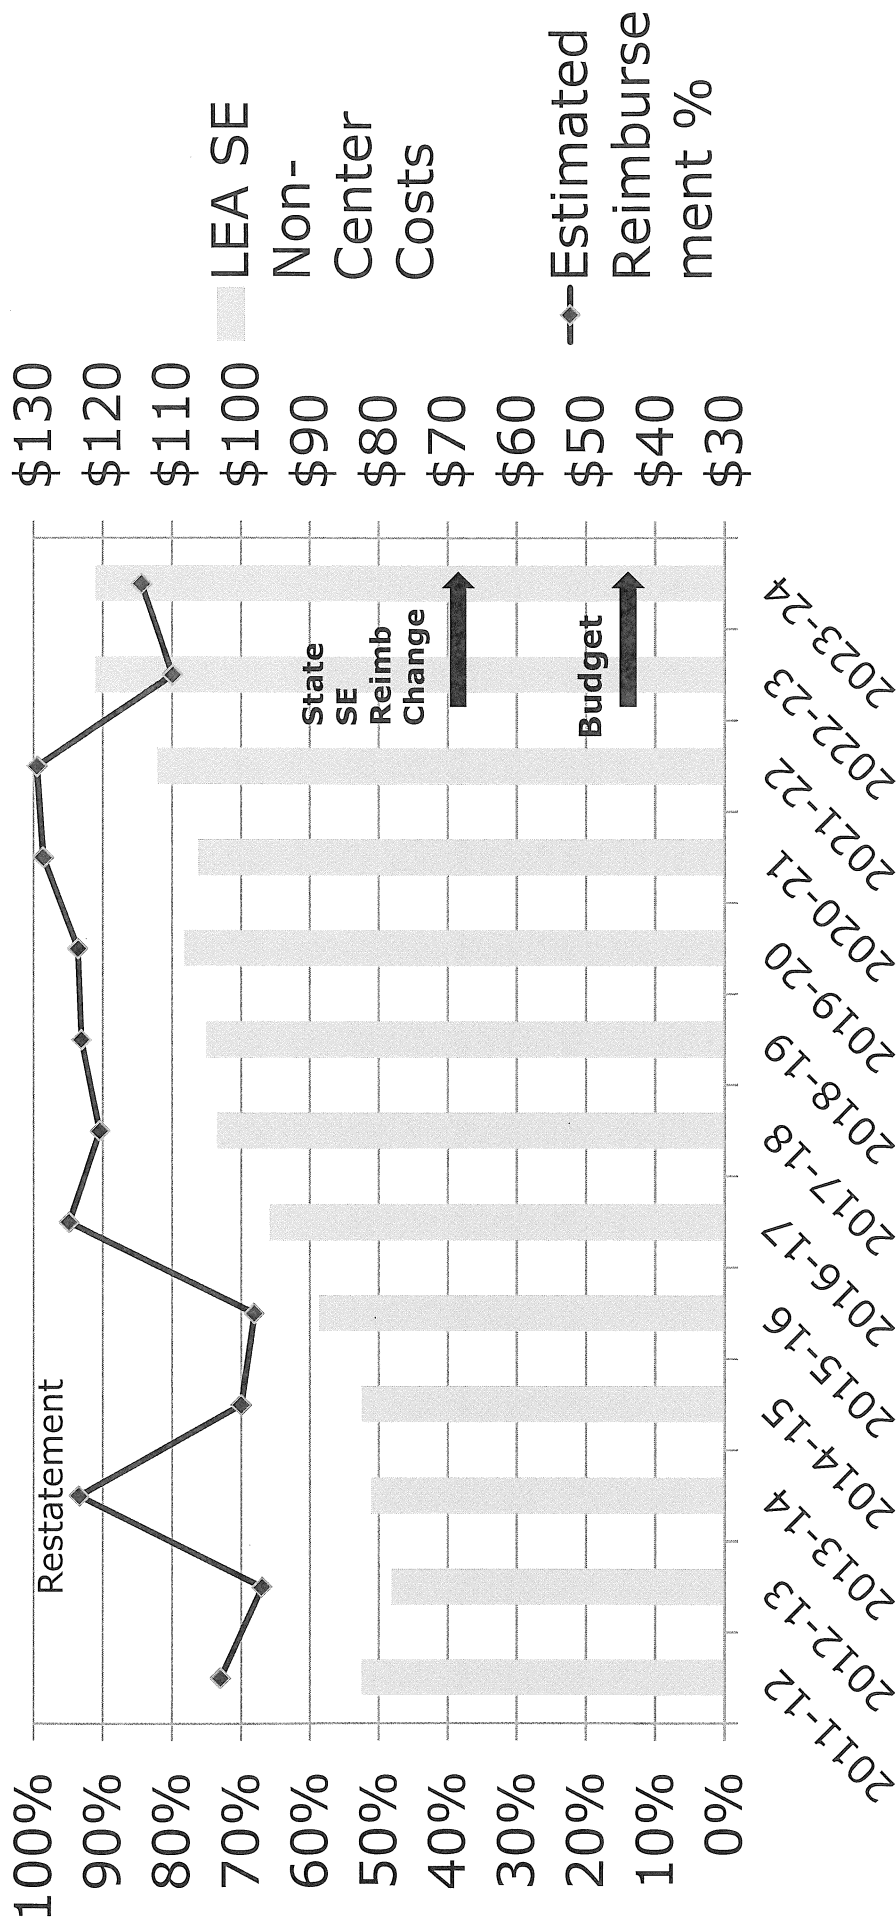 100%
90%
80%
70%
60%
50%
40%
30%
20%
10%
0%
Restatement
State
SE
Reimb
Change
Budget
$130
$120
$110
$100
$90
$80
$70
$60
$50
$40
$30
2011-12
2012-13
2013-14
2014-15
2015-16
2016-17
2017-18
2018-19
2019-20
2020-21
2021-22
2022-23
2023-24
LEA SE
Non-
Center
Costs
Estimated
Reimburse
ment %